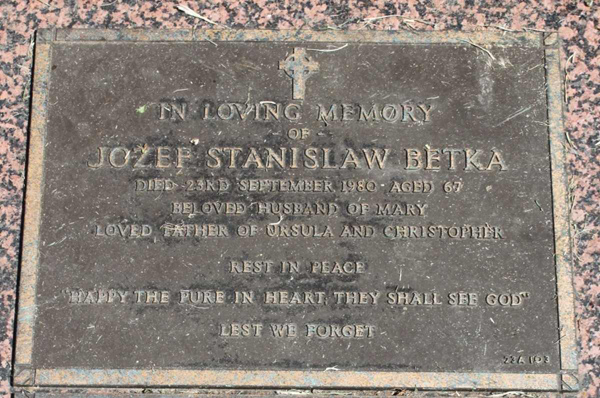 IN LOVING MEMORY
OF
JOZEF STANISLAW BETKA
DIED 23RD SEPTEMBER, 1980 · AGED 67
BELOVED HUSBAND OF MARY
LOVED FATHER OF URSULA AND CHRISTOPHER
REST IN PEACE
"HAPPY THE PURE IN HEART, THEY SHALL SEE GOD"
LEST WE FORGET